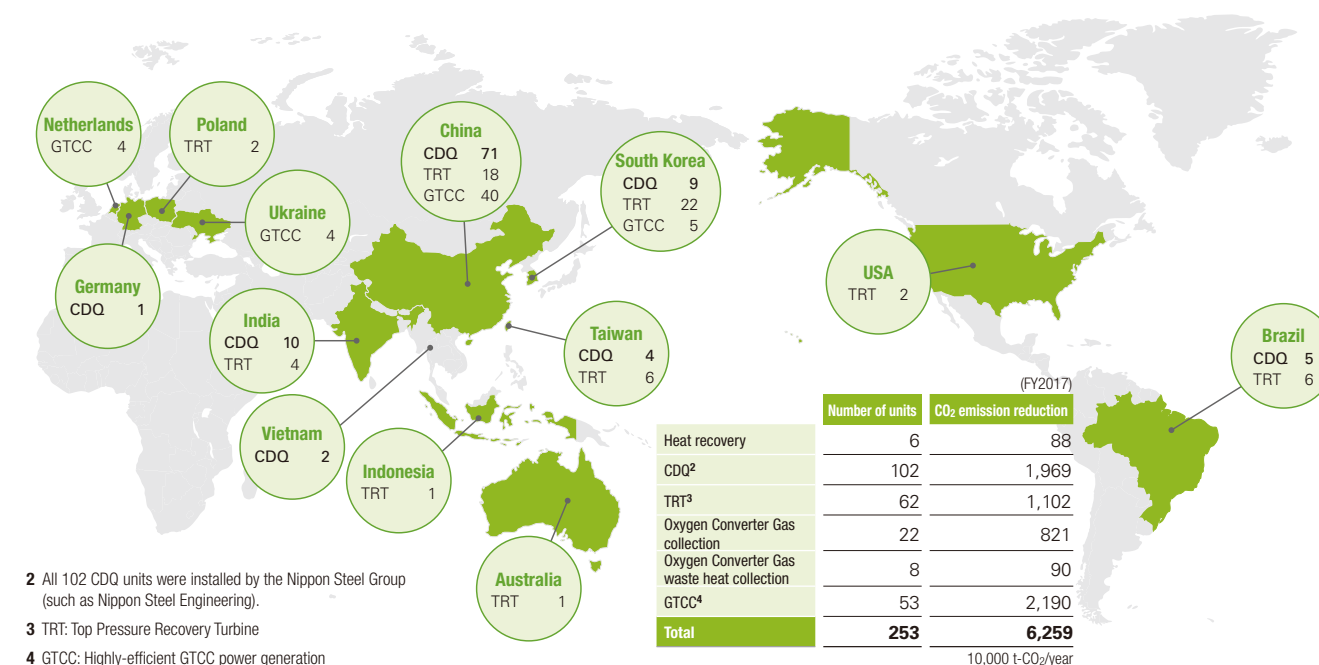 Netherlands
GTCC 4
Poland
TRT 2
Ukraine
GTCC 4
Germany
CDQ 1
China
CDQ 71
TRT 18
GTCC 40
South Korea
CDQ 9
TRT 22
GTCC 5
India
CDQ 10
TRT 4
Taiwan
CDQ 4
TRT 6
Vietnam
CDQ 2
Indonesia
TRT 1
Australia
TRT 1
USA
TRT 2
Brazil
CDQ 5
TRT 6
(FY2017)
Number of units CO₂ emission reduction
Heat recovery 6 88
CDQ² 102 1,969
TRT³ 62 1,102
Oxygen Converter Gas
collection 22 821
Oxygen Converter Gas
waste heat collection 8 90
GTCC⁴ 53 2,190
Total 253 6,259
10,000 t-CO₂/year
2 All 102 CDQ units were installed by the Nippon Steel Group
(such as Nippon Steel Engineering).
3 TRT: Top Pressure Recovery Turbine
4 GTCC: Highly-efficient GTCC power generation